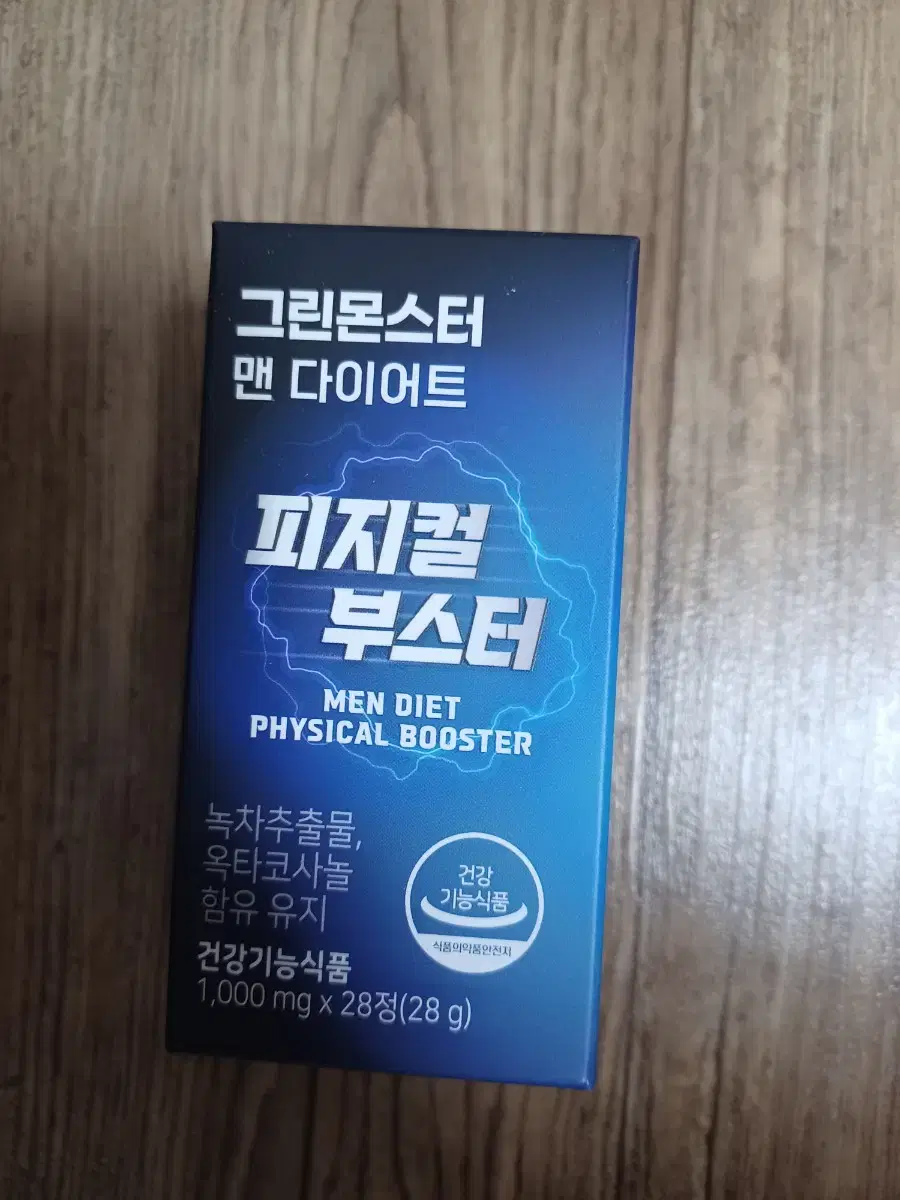 그린몬스터
맨 다이어트
피지컬
부스터
MEN DIET
PHYSICAL BOOSTER
녹차추출물,
옥타코사놀
함유 유지
건강기능식품
1,000 mg x 28정(28 g)
건강
기능식품
식품의약품안전처